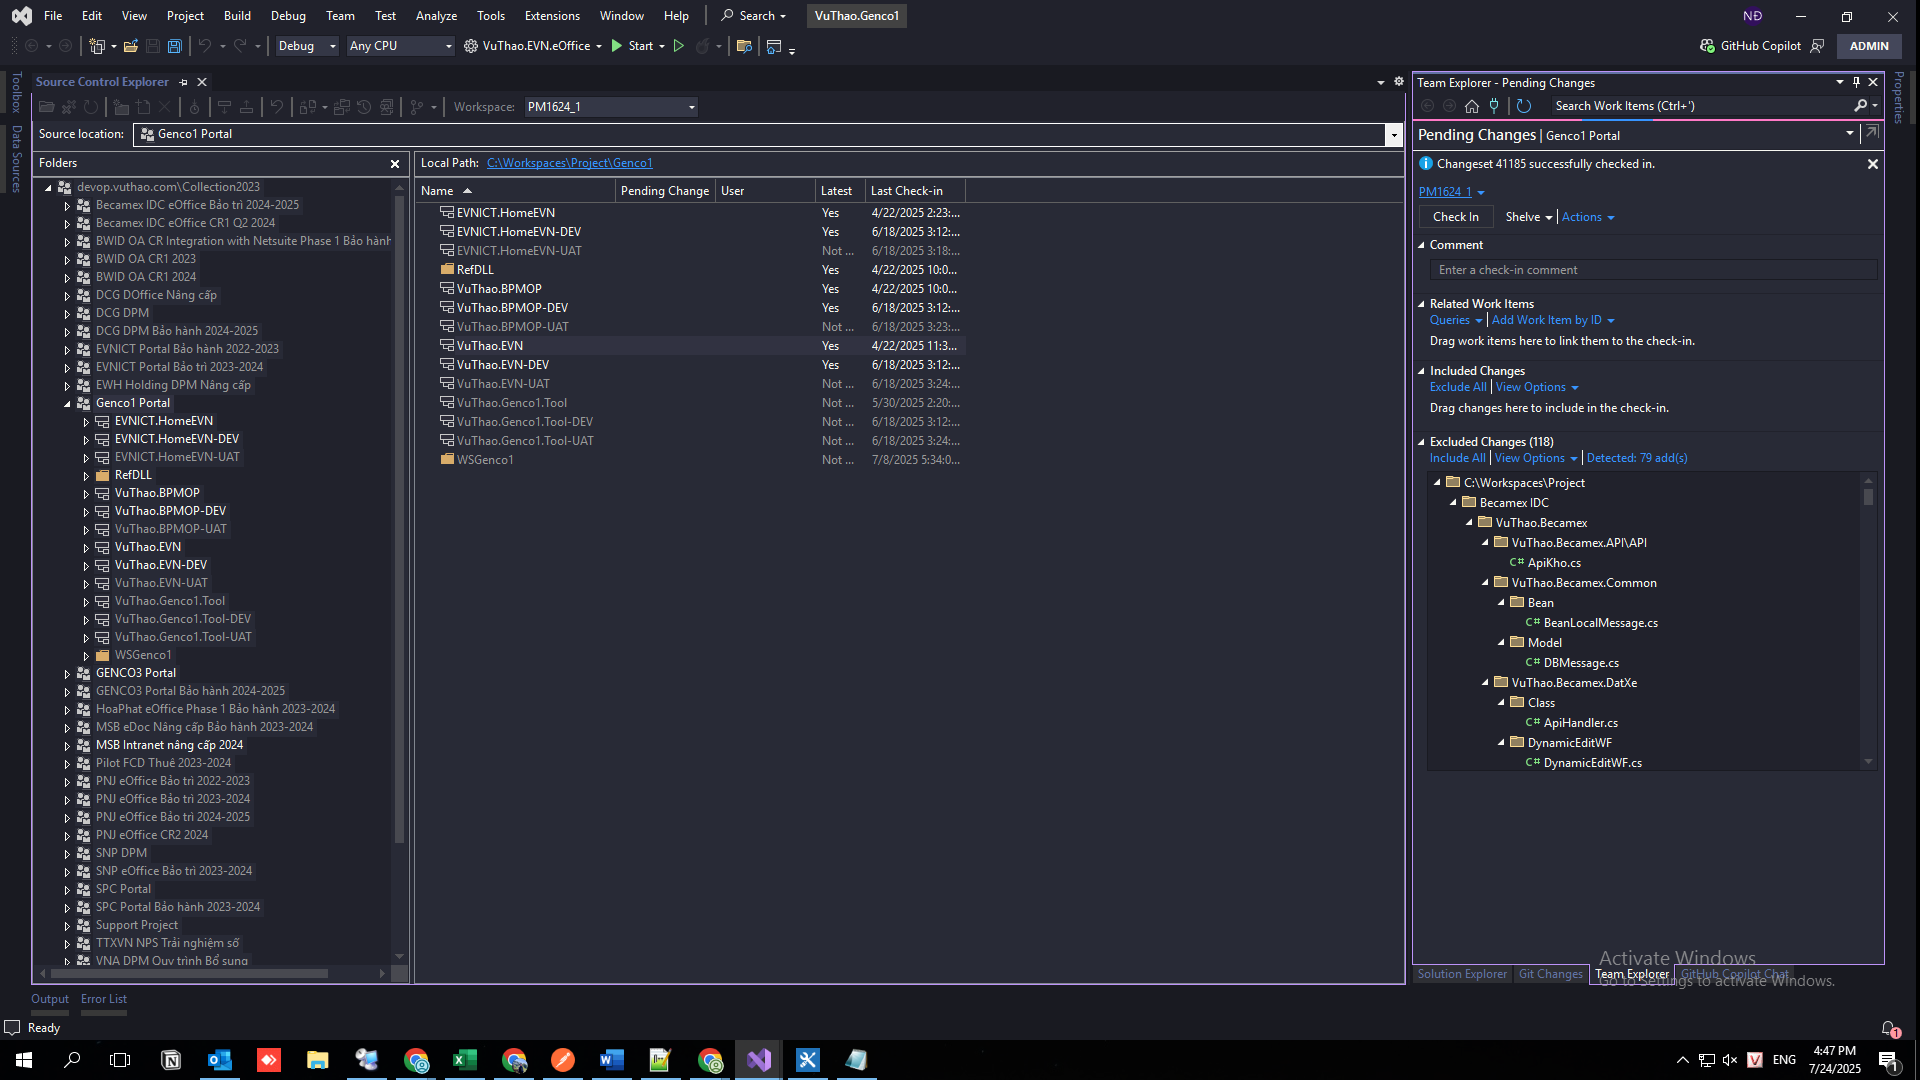 File Edit View Project Build Debug Team Test Analyze Tools Extensions Window Help Search VuThao.Genco1 NĐ
Debug Any CPU VuThao.EVN.eOffice Start GitHub Copilot ADMIN
Toolbox
Data Sources
Source Control Explorer
Workspace: PM1624_1
Source location: Genco1 Portal
Folders
devop.vuthao.com\Collection2023
Becamex IDC eOffice Bảo trì 2024-2025
Becamex IDC eOffice CR1 Q2 2024
BWID OA CR Integration with Netsuite Phase 1 Bảo hành
BWID OA CR1 2023
BWID OA CR1 2024
DCG DOffice Nâng cấp
DCG DPM
DCG DPM Bảo hành 2024-2025
EVNICT Portal Bảo hành 2022-2023
EVNICT Portal Bảo trì 2023-2024
EWH Holding DPM Nâng cấp
Genco1 Portal
EVNICT.HomeEVN
EVNICT.HomeEVN-DEV
EVNICT.HomeEVN-UAT
RefDLL
VuThao.BPMOP
VuThao.BPMOP-DEV
VuThao.BPMOP-UAT
VuThao.EVN
VuThao.EVN-DEV
VuThao.EVN-UAT
VuThao.Genco1.Tool
VuThao.Genco1.Tool-DEV
VuThao.Genco1.Tool-UAT
WSGenco1
GENCO3 Portal
GENCO3 Portal Bảo hành 2024-2025
HoaPhat eOffice Phase 1 Bảo hành 2023-2024
MSB eDoc Nâng cấp Bảo hành 2023-2024
MSB Intranet nâng cấp 2024
Pilot FCD Thuê 2023-2024
PNJ eOffice Bảo trì 2022-2023
PNJ eOffice Bảo trì 2023-2024
PNJ eOffice Bảo trì 2024-2025
PNJ eOffice CR2 2024
SNP DPM
SNP eOffice Bảo trì 2023-2024
SPC Portal
SPC Portal Bảo hành 2023-2024
Support Project
TTXVN NPS Trải nghiệm số
VNA DPM Quy trình Bổ sung
Local Path: C:\Workspaces\Project\Genco1
Name Pending Change User Latest Last Check-in
EVNICT.HomeEVN Yes 4/22/2025 2:23:...
EVNICT.HomeEVN-DEV Yes 6/18/2025 3:12:...
EVNICT.HomeEVN-UAT Not ... 6/18/2025 3:18:...
RefDLL Yes 4/22/2025 10:0...
VuThao.BPMOP Yes 4/22/2025 10:0...
VuThao.BPMOP-DEV Yes 6/18/2025 3:12:...
VuThao.BPMOP-UAT Not ... 6/18/2025 3:23:...
VuThao.EVN Yes 4/22/2025 11:3...
VuThao.EVN-DEV Yes 6/18/2025 3:12:...
VuThao.EVN-UAT Not ... 6/18/2025 3:24:...
VuThao.Genco1.Tool Not ... 5/30/2025 2:20:...
VuThao.Genco1.Tool-DEV Not ... 6/18/2025 3:12:...
VuThao.Genco1.Tool-UAT Not ... 6/18/2025 3:24:...
WSGenco1 Not ... 7/8/2025 5:34:0...
Team Explorer - Pending Changes
Search Work Items (Ctrl+')
Pending Changes | Genco1 Portal
Changeset 41185 successfully checked in.
PM1624_1
Check In Shelve Actions
Comment
Enter a check-in comment
Related Work Items
Queries Add Work Item by ID
Drag work items here to link them to the check-in.
Included Changes
Exclude All View Options
Drag changes here to include in the check-in.
Excluded Changes (118)
Include All View Options Detected: 79 add(s)
C:\Workspaces\Project
Becamex IDC
VuThao.Becamex
VuThao.Becamex.API\API
C# ApiKho.cs
VuThao.Becamex.Common
Bean
C# BeanLocalMessage.cs
Model
C# DBMessage.cs
VuThao.Becamex.DatXe
Class
C# ApiHandler.cs
DynamicEditWF
C# DynamicEditWF.cs
Properties
Activate Windows
Go to Settings to activate Windows.
Solution Explorer Git Changes Team Explorer GitHub Copilot Chat
Output Error List
Ready
1
ENG
4:47 PM
7/24/2025
1